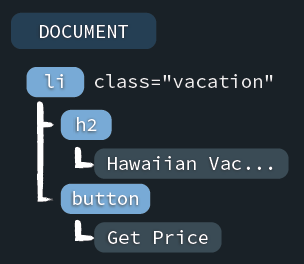 DOCUMENT
li class="vacation"
h2
Hawaiian Vac...
button
Get Price